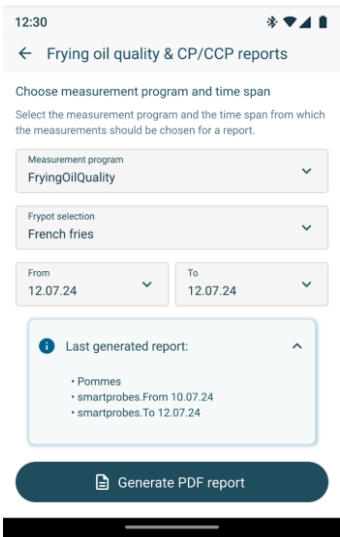 12:30
Frying oil quality & CP/CCP reports
Choose measurement program and time span
Select the measurement program and the time span from which
the measurements should be chosen for a report.
Measurement program
FryingOilQuality
Frypot selection
French fries
From
12.07.24
To
12.07.24
Last generated report:
• Pommes
• smartprobes.From 10.07.24
• smartprobes.To 12.07.24
Generate PDF report